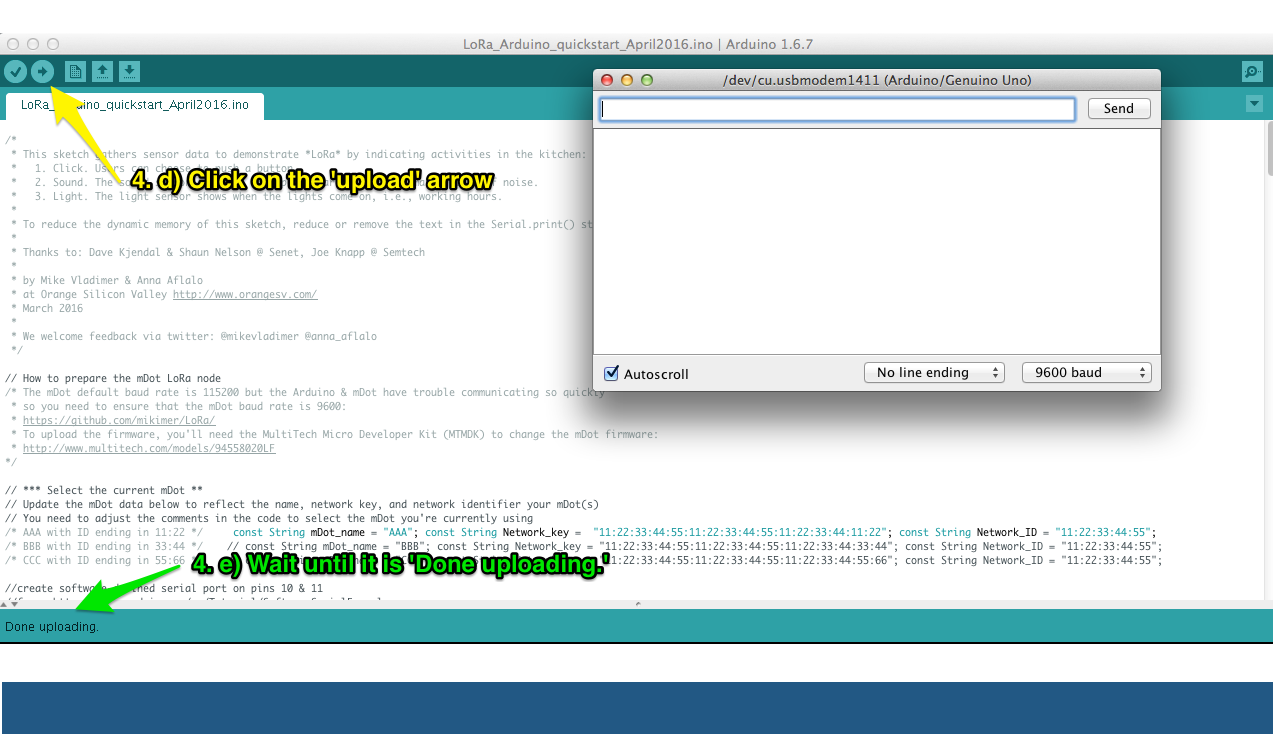 LoRa_Arduino_quickstart_April2016.ino | Arduino 1.6.7
/dev/cu.usbmodem1411 (Arduino/Genuino Uno)
Send
Autoscroll
No line ending
9600 baud
LoRa_ duino_quickstart_April2016.ino
4. d) Click on the 'upload' arrow
/*
* This sketch gathers sensor data to demonstrate *LoRa* by indicating activities in the kitchen:
* 1. Click. Users can choose to push a button.
* 2. Sound. The noise.
* 3. Light. The light sensor shows when the lights come on, i.e., working hours.
*
* To reduce the dynamic memory of this sketch, reduce or remove the text in the Serial.print() st
*
* Thanks to: Dave Kjendal & Shaun Nelson @ Senet, Joe Knapp @ Semtech
*
* by Mike Vladimer & Anna Aflalo
* at Orange Silicon Valley http://www.orangesv.com/
* March 2016
*
* We welcome feedback via twitter: @mikevladimer @anna_aflalo
*/
// How to prepare the mDot LoRa node
/* The mDot default baud rate is 115200 but the Arduino & mDot have trouble communicating so quickly
* so you need to ensure that the mDot baud rate is 9600:
* https://github.com/mikimer/LoRa/
* To upload the firmware, you'll need the MultiTech Micro Developer Kit (MTMDK) to change the mDot firmware:
* http://www.multitech.com/models/94558020LF
*/
// *** Select the current mDot **
// Update the mDot data below to reflect the name, network key, and network identifier your mDot(s)
// You need to adjust the comments in the code to select the mDot you're currently using
/* AAA with ID ending in 11:22 */ const String mDot_name = "AAA"; const String Network_key = "11:22:33:44:55:11:22:33:44:55:11:22:33:44:11:22"; const String Network_ID = "11:22:33:44:55";
/* BBB with ID ending in 33:44 */ // const String mDot_name = "BBB"; const String Network_key = "11:22:33:44:55:11:22:33:44:55:11:22:33:44:33:44"; const String Network_ID = "11:22:33:44:55";
/* CCC with ID ending in 55:66 :22:33:44:55:11:22:33:44:55:11:22:33:44:55:66"; const String Network_ID = "11:22:33:44:55";
4. e) Wait until it is 'Done uploading.'
//create software defined serial port on pins 10 & 11
Done uploading.